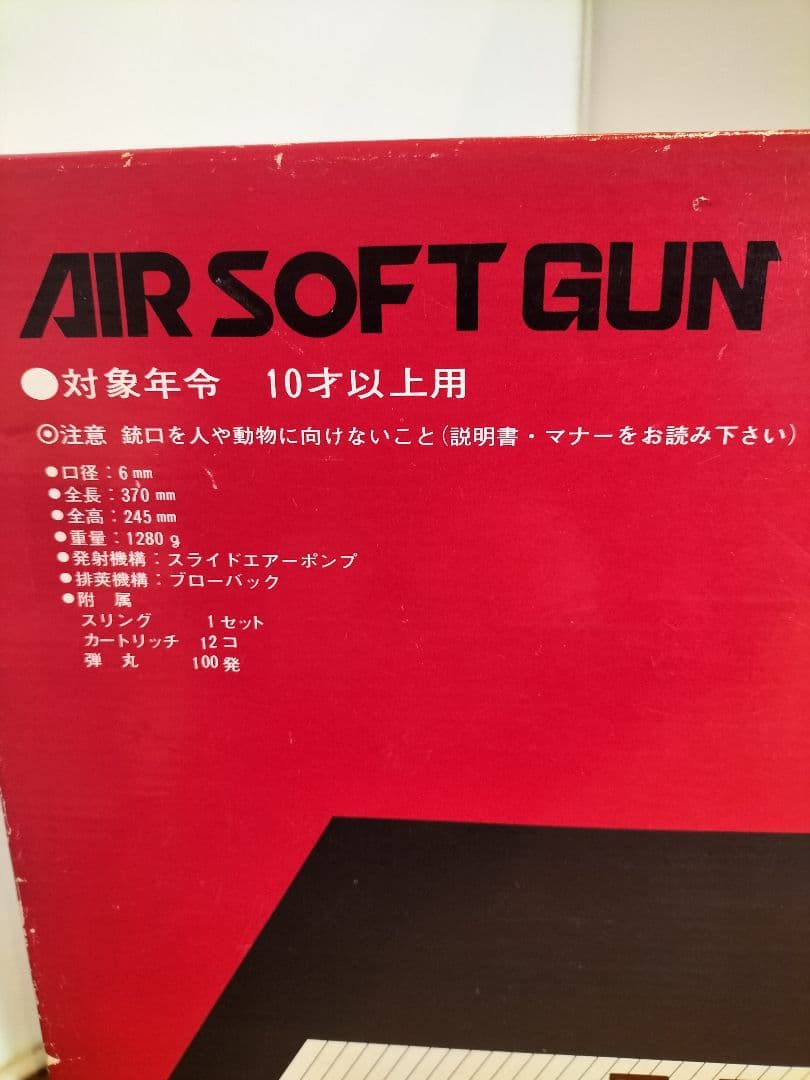 AIR SOFT GUN
●対象年令　10才以上用
◎注意 銃口を人や動物に向けないこと(説明書・マナーをお読み下さい)
●口径：6㎜
●全長：370㎜
●全高：245㎜
●重量：1280g
●発射機構：スライドエアーポンプ
●排莢機構：ブローバック
●附　属
スリング　　1セット
カートリッチ　12コ
弾　丸　　100発